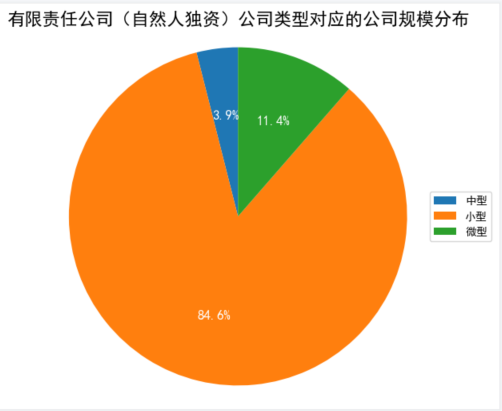 有限责任公司（自然人独资）公司类型对应的公司规模分布
3.9%
11.4%
中型
小型
微型
84.6%